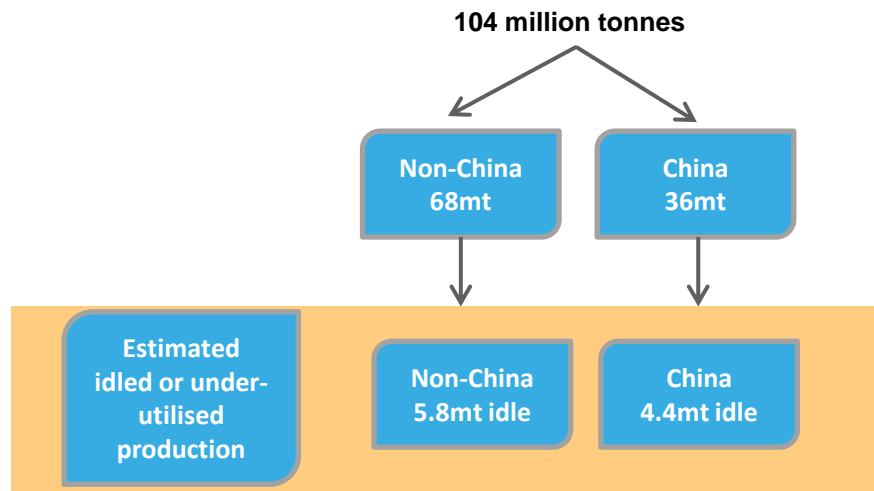 104 million tonnes
Non-China
68mt
China
36mt
Estimated
idled or under-
utilised
production
Non-China
5.8mt idle
China
4.4mt idle